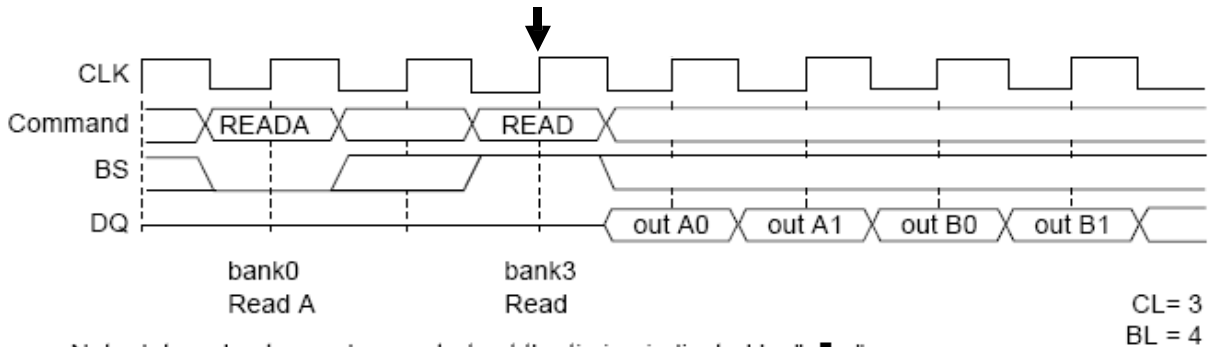 CLK
Command READA READ
BS
DQ out A0 out A1 out B0 out B1
bank0 bank3
Read A Read
CL= 3
BL = 4